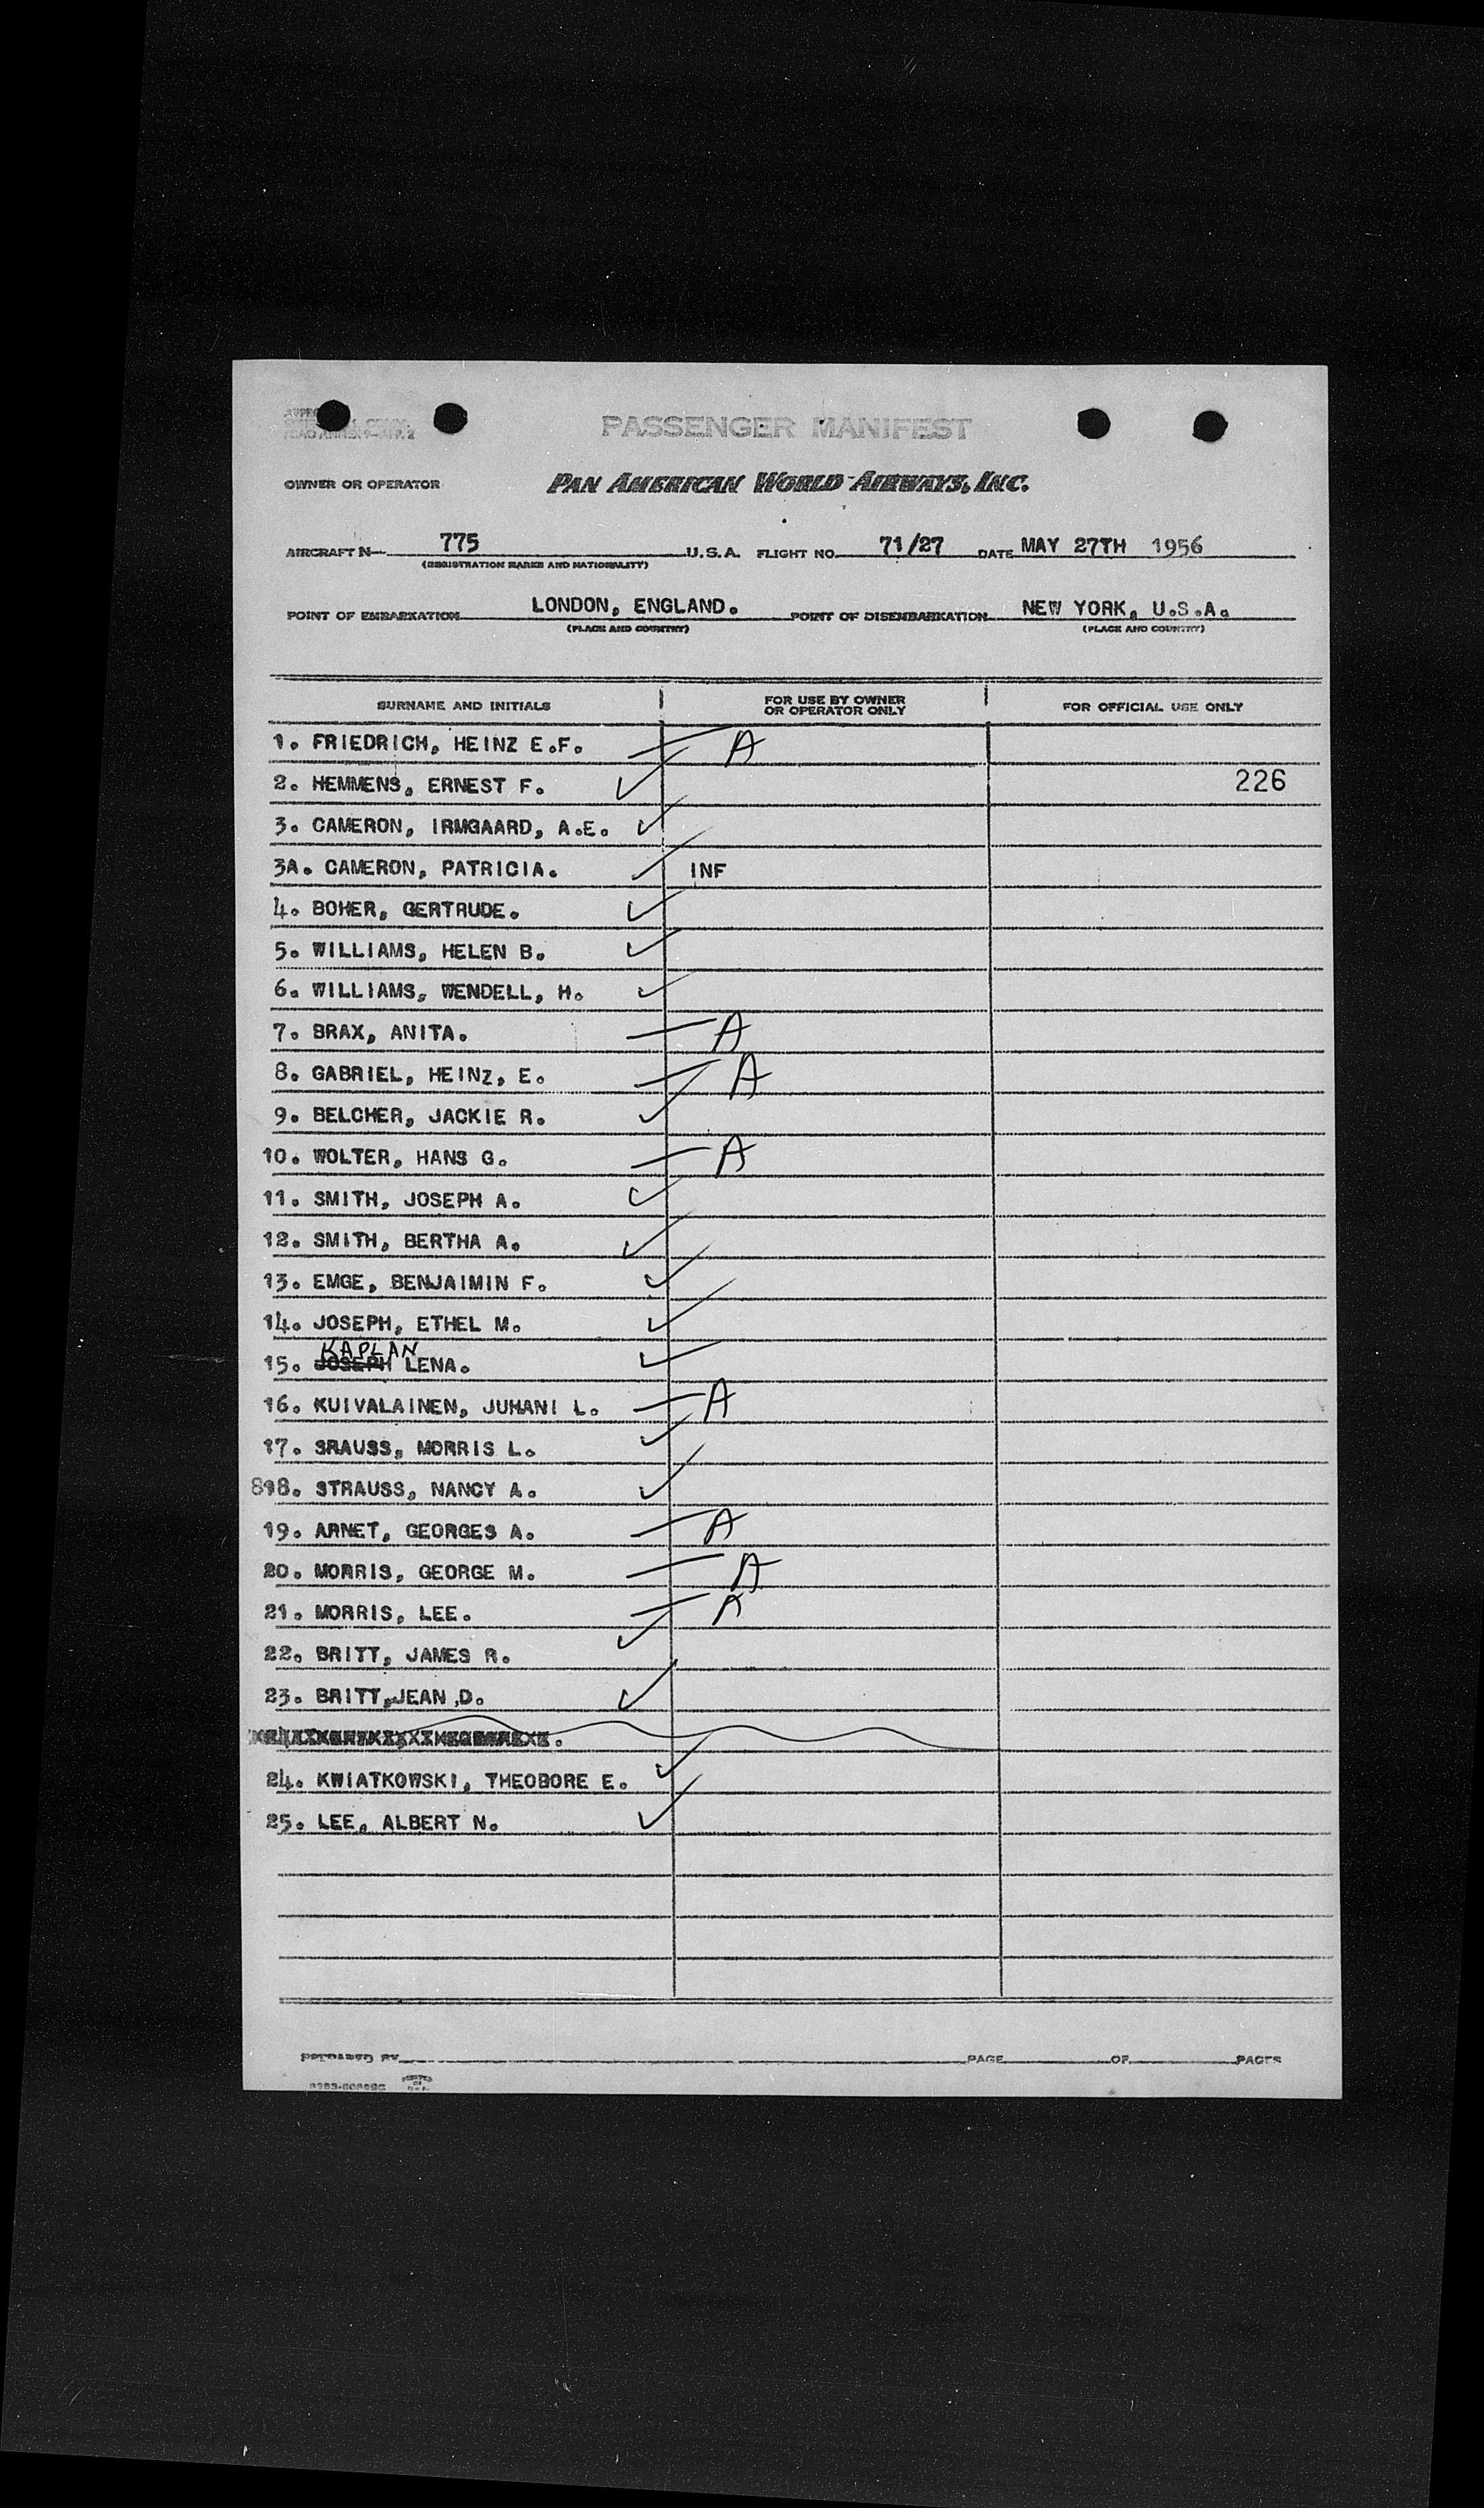 PASSENGER MANIFEST
OWNER OR OPERATOR PAN AMERICAN WORLD AIRWAYS, INC.
AIRCRAFT N— 775 U.S.A. FLIGHT NO. 71/27 DATE MAY 27TH 1956
(REGISTRATION MARKS AND NATIONALITY)
POINT OF EMBARKATION LONDON, ENGLAND. POINT OF DISEMBARKATION NEW YORK, U.S.A.
(PLACE AND COUNTRY) (PLACE AND COUNTRY)
SURNAME AND INITIALS FOR USE BY OWNER OR OPERATOR ONLY FOR OFFICIAL USE ONLY
1. FRIEDRICH, HEINZ E.F. A
2. HEMMENS, ERNEST F. 226
3. CAMERON, IRMGAARD, A.E.
3A. CAMERON, PATRICIA. INF
4. BOHER, GERTRUDE.
5. WILLIAMS, HELEN B.
6. WILLIAMS, WENDELL, H.
7. BRAX, ANITA. A
8. GABRIEL, HEINZ, E. A
9. BELCHER, JACKIE R.
10. WOLTER, HANS G. A
11. SMITH, JOSEPH A.
12. SMITH, BERTHA A.
13. EMGE, BENJAIMIN F.
14. JOSEPH, ETHEL M.
KAPLAN
15. JOSEPH LENA.
16. KUIVALAINEN, JUHANI L. A
17. SRAUSS, MORRIS L.
898. STRAUSS, NANCY A.
19. ARNET, GEORGES A. A
20. MORRIS, GEORGE M. A
21. MORRIS, LEE. A
22. BRITT, JAMES R.
23. BRITT,JEAN ,D.
24. KWIATKOWSKI, THEODORE E.
25. LEE, ALBERT N.
PREPARED BY PAGE OF PAGES